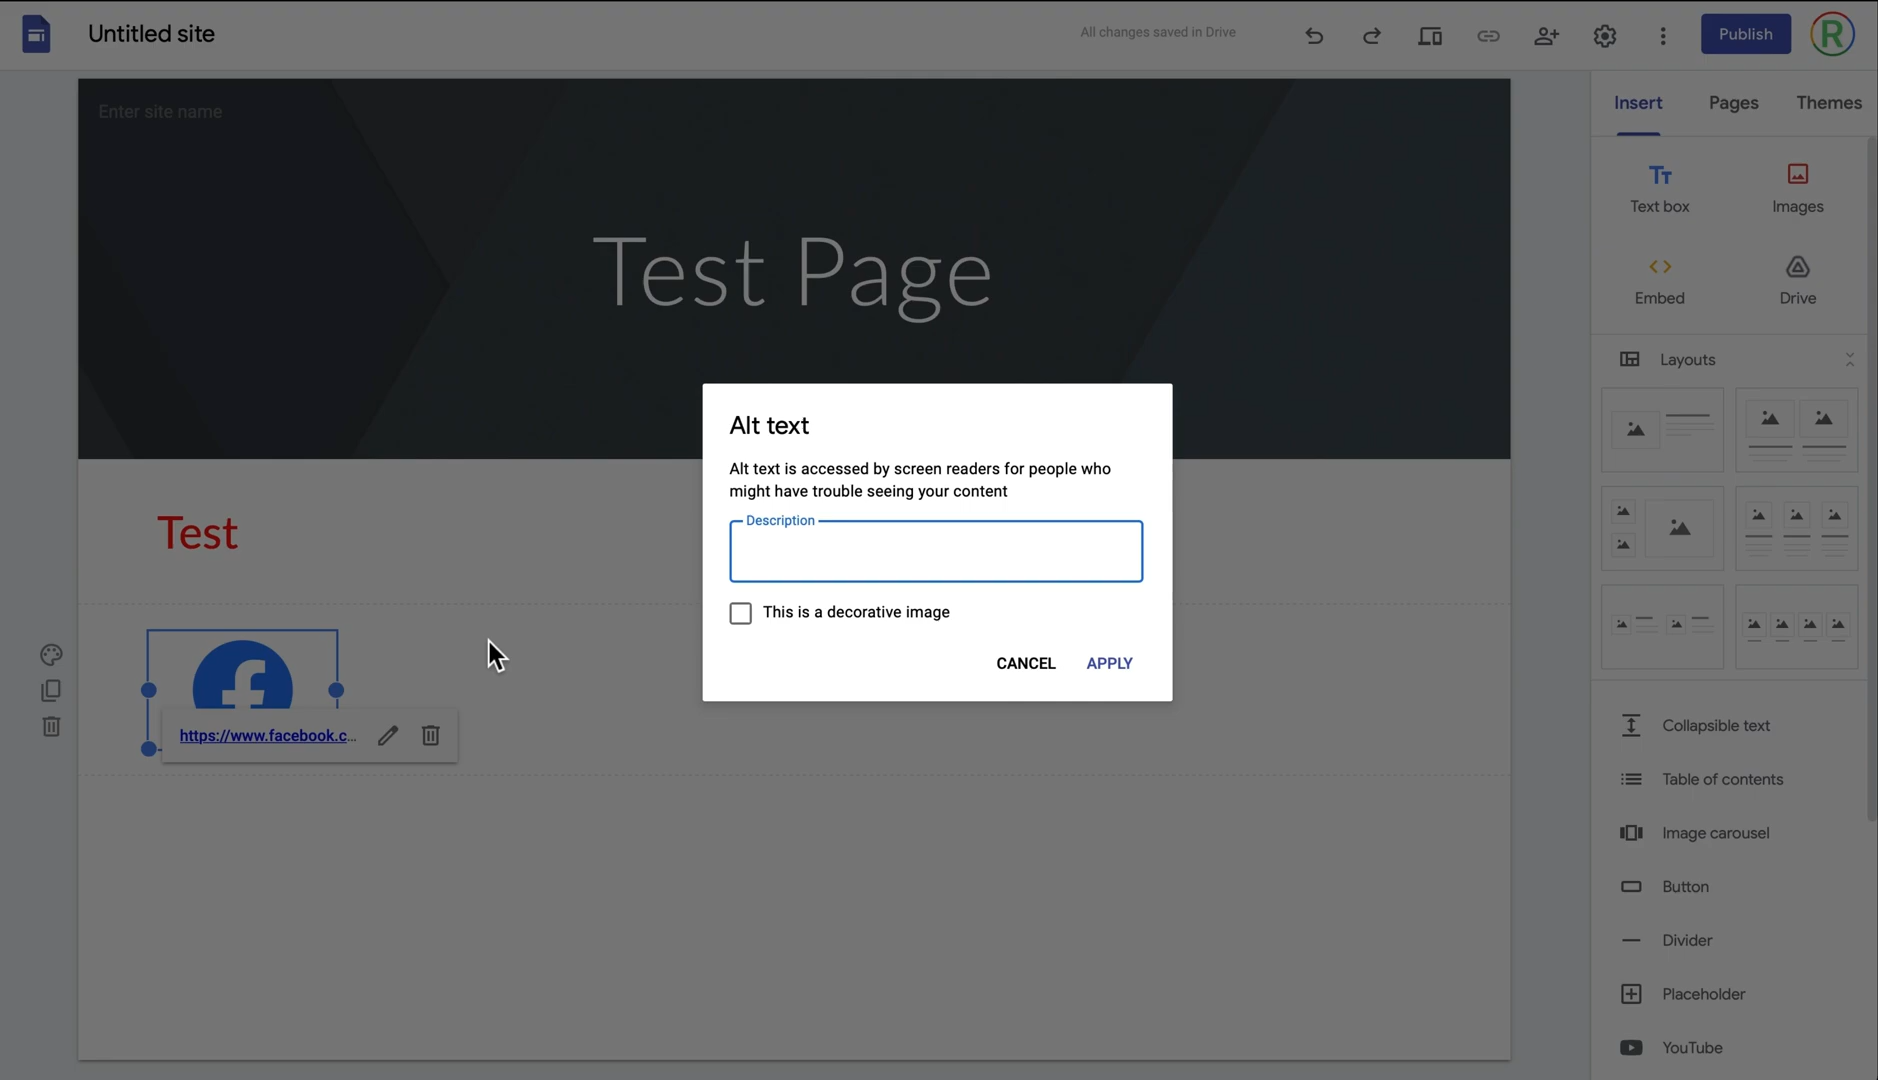 Untitled site
All changes saved in Drive
Publish
R
Enter site name
Test Page
Test
https://www.facebook.c...
Alt text
Alt text is accessed by screen readers for people who
might have trouble seeing your content
Description
This is a decorative image
CANCEL
APPLY
Insert
Pages
Themes
Tт
Text box
Images
Embed
Drive
Layouts
Collapsible text
Table of contents
Image carousel
Button
Divider
Placeholder
YouTube